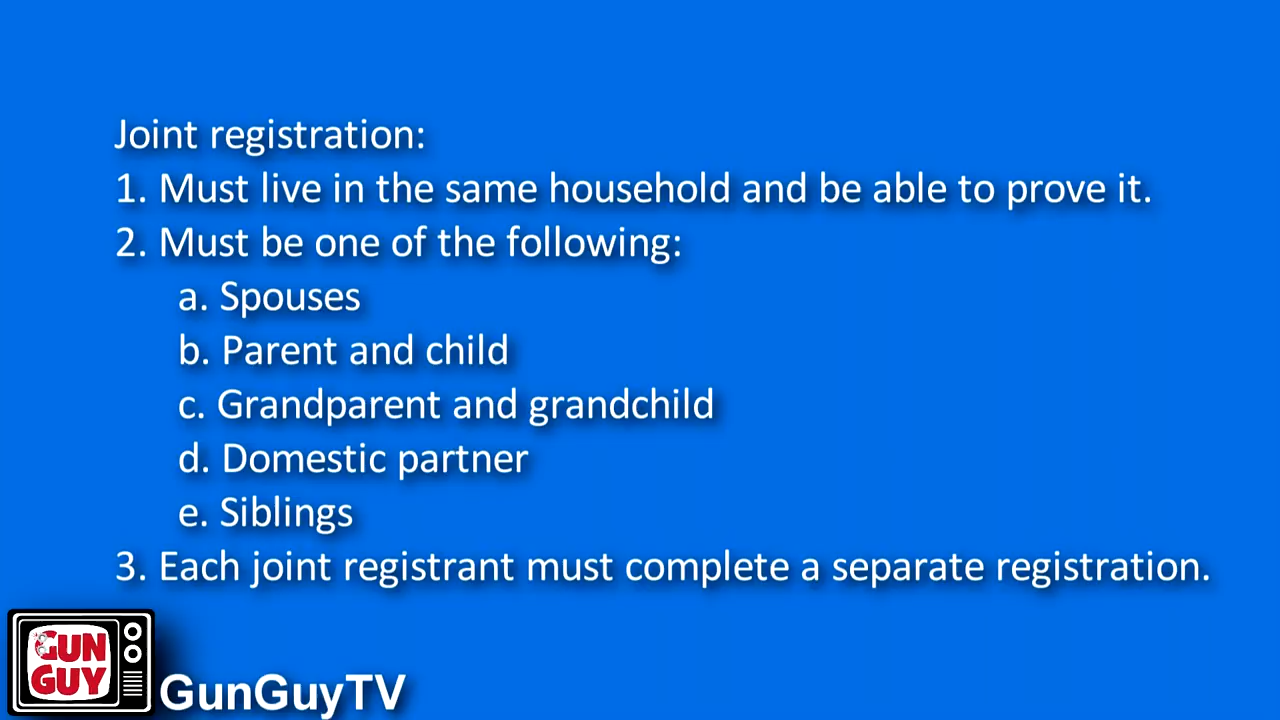 Joint registration:
1. Must live in the same household and be able to prove it.
2. Must be one of the following:
a. Spouses
b. Parent and child
c. Grandparent and grandchild
d. Domestic partner
e. Siblings
3. Each joint registrant must complete a separate registration.
GUN
GUY
GunGuyTV